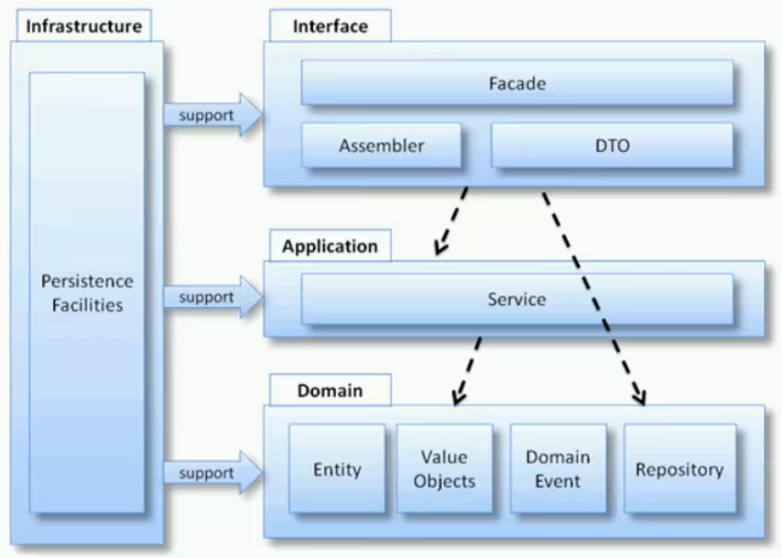 Infrastructure
Persistence
Facilities
support
support
support
Interface
Facade
Assembler
DTO
Application
Service
Domain
Entity
Value
Objects
Domain
Event
Repository